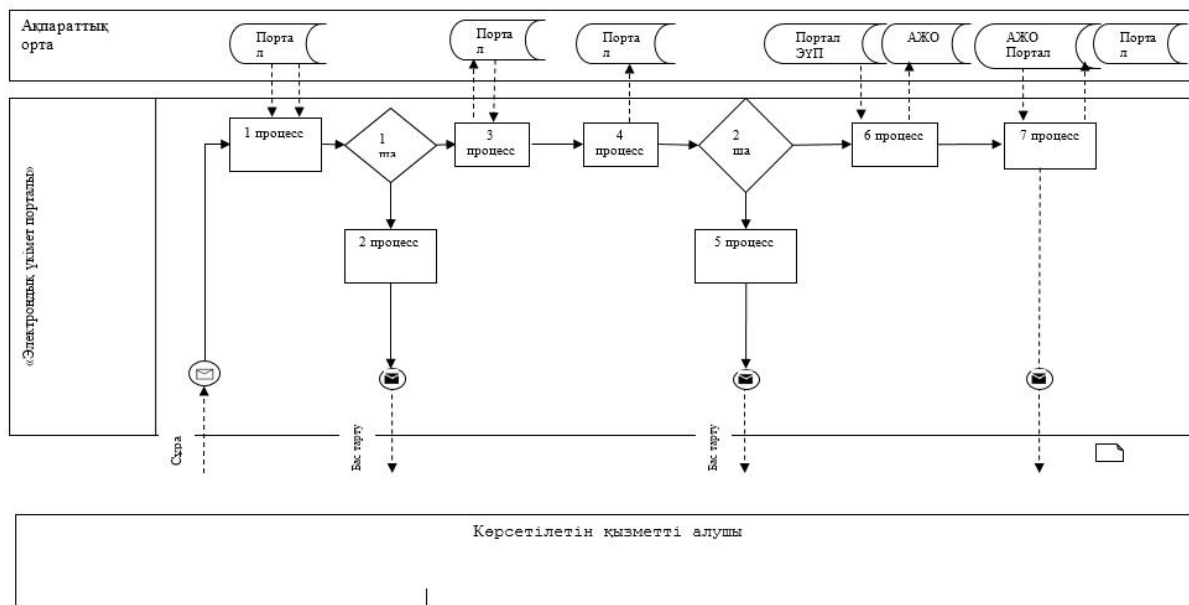 Ақпараттық
орта
Порта
л
Порта
л
Порта
л
Портал
ЭҮП
АЖО
АЖО
Портал
Порта
л
«Электрондық үкімет порталы»
1 процесс
1
ша
3
процесс
4
процесс
2
ша
6 процесс
7 процесс
2 процесс
5 процесс
Сұра
Бас тарту
Бас тарту
Көрсетілетін қызметті алушы